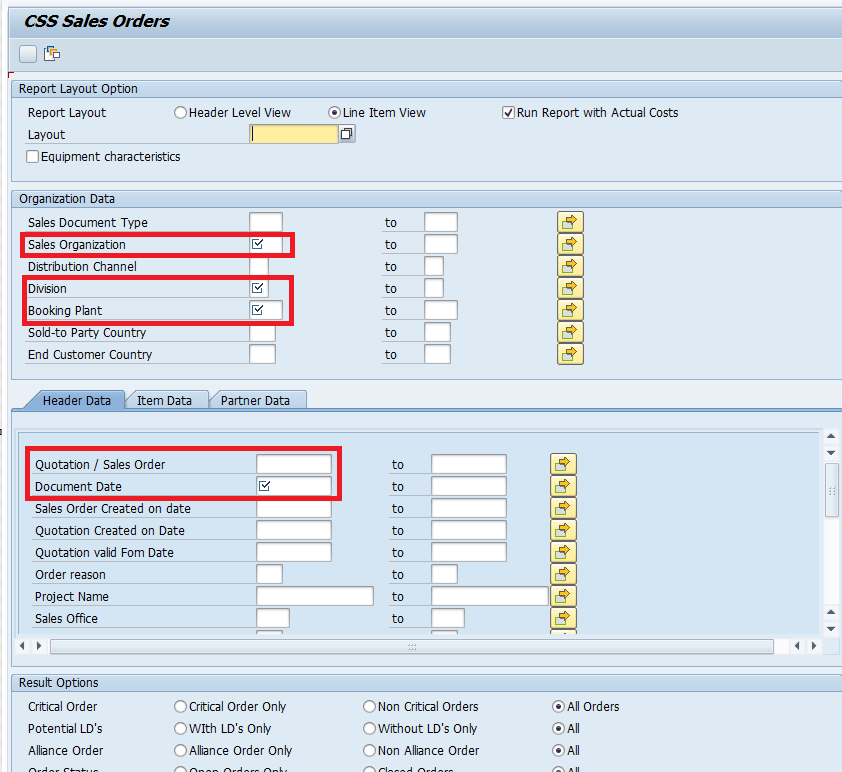 CSS Sales Orders
Report Layout Option
Report Layout Header Level View Line Item View Run Report with Actual Costs
Layout
Equipment characteristics
Organization Data
Sales Document Type to
Sales Organization to
Distribution Channel to
Division to
Booking Plant to
Sold-to Party Country to
End Customer Country to
Header Data Item Data Partner Data
Quotation / Sales Order to
Document Date to
Sales Order Created on date to
Quotation Created on Date to
Quotation valid Fom Date to
Order reason to
Project Name to
Sales Office to
Result Options
Critical Order Critical Order Only Non Critical Orders All Orders
Potential LD's WIth LD's Only Without LD's Only All
Alliance Order Alliance Order Only Non Alliance Order All
Order Status Open Orders Only Closed Orders All